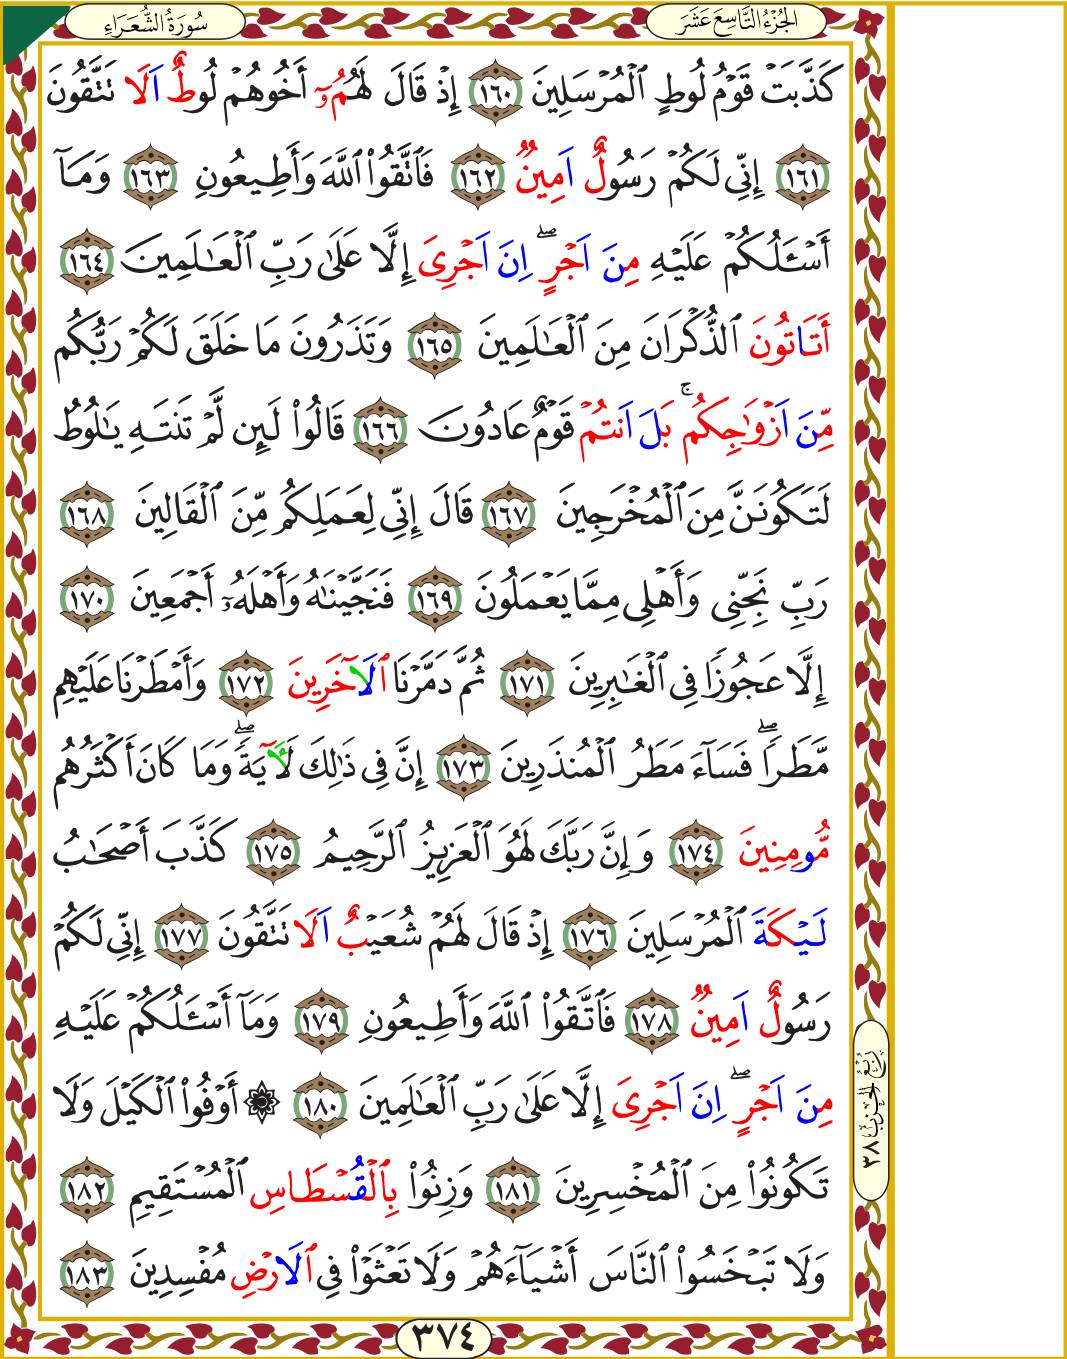 سُورَةُ الشُّعَرَاءِ
الجُزْءُ التَّاسِعَ عَشَرَ
كَذَّبَتْ قَوْمُ لُوطٍ ٱلْمُرْسَلِينَ ١٦٠ إِذْ قَالَ لَهُمُۥٓ أَخُوهُمْ لُوطٌ اَلَا تَتَّقُونَ
١٦١ إِنِّى لَكُمْ رَسُولٌ اَمِينٌ ١٦٢ فَٱتَّقُوا۟ ٱللَّهَ وَأَطِيعُونِ ١٦٣ وَمَآ
أَسْـَٔلُكُمْ عَلَيْهِ مِنَ اَجْرٍ ۖ اِنَ اَجْرِىَ إِلَّا عَلَىٰ رَبِّ ٱلْعَـٰلَمِينَ ١٦٤
أَتَاتُونَ ٱلذُّكْرَانَ مِنَ ٱلْعَـٰلَمِينَ ١٦٥ وَتَذَرُونَ مَا خَلَقَ لَكُمْ رَبُّكُم
مِّنَ اَزْوَٰجِكُم ۚ بَلَ اَنتُمْ قَوْمٌ عَادُونَ ١٦٦ قَالُوا۟ لَئِن لَّمْ تَنتَهِ يَـٰلُوطُ
لَتَكُونَنَّ مِنَ ٱلْمُخْرَجِينَ ١٦٧ قَالَ إِنِّى لِعَمَلِكُم مِّنَ ٱلْقَالِينَ ١٦٨
رَبِّ نَجِّنِى وَأَهْلِى مِمَّا يَعْمَلُونَ ١٦٩ فَنَجَّيْنَـٰهُ وَأَهْلَهُۥٓ أَجْمَعِينَ ١٧٠
إِلَّا عَجُوزًا فِى ٱلْغَـٰبِرِينَ ١٧١ ثُمَّ دَمَّرْنَا ٱلَآٰخَرِينَ ١٧٢ وَأَمْطَرْنَا عَلَيْهِم
مَّطَرًا ۖ فَسَآءَ مَطَرُ ٱلْمُنذَرِينَ ١٧٣ إِنَّ فِى ذَٰلِكَ لَـَٔايَةً ۖ وَمَا كَانَ أَكْثَرُهُم
مُّومِنِينَ ١٧٤ وَإِنَّ رَبَّكَ لَهُوَ ٱلْعَزِيزُ ٱلرَّحِيمُ ١٧٥ كَذَّبَ أَصْحَـٰبُ
لَيْكَةَ ٱلْمُرْسَلِينَ ١٧٦ إِذْ قَالَ لَهُمْ شُعَيْبٌ اَلَا تَتَّقُونَ ١٧٧ إِنِّى لَكُمْ
رَسُولٌ اَمِينٌ ١٧٨ فَٱتَّقُوا۟ ٱللَّهَ وَأَطِيعُونِ ١٧٩ وَمَآ أَسْـَٔلُكُمْ عَلَيْهِ
مِنَ اَجْرٍ ۖ اِنَ اَجْرِىَ إِلَّا عَلَىٰ رَبِّ ٱلْعَـٰلَمِينَ ١٨٠ ۞ أَوْفُوا۟ ٱلْكَيْلَ وَلَا
تَكُونُوا۟ مِنَ ٱلْمُخْسِرِينَ ١٨١ وَزِنُوا۟ بِٱلْقُسْطَاسِ ٱلْمُسْتَقِيمِ ١٨٢
وَلَا تَبْخَسُوا۟ ٱلنَّاسَ أَشْيَآءَهُمْ وَلَا تَعْثَوْا۟ فِى ٱلَارْضِ مُفْسِدِينَ ١٨٣
رُبْعُ الحِزْبِ ٣٨
٣٧٤